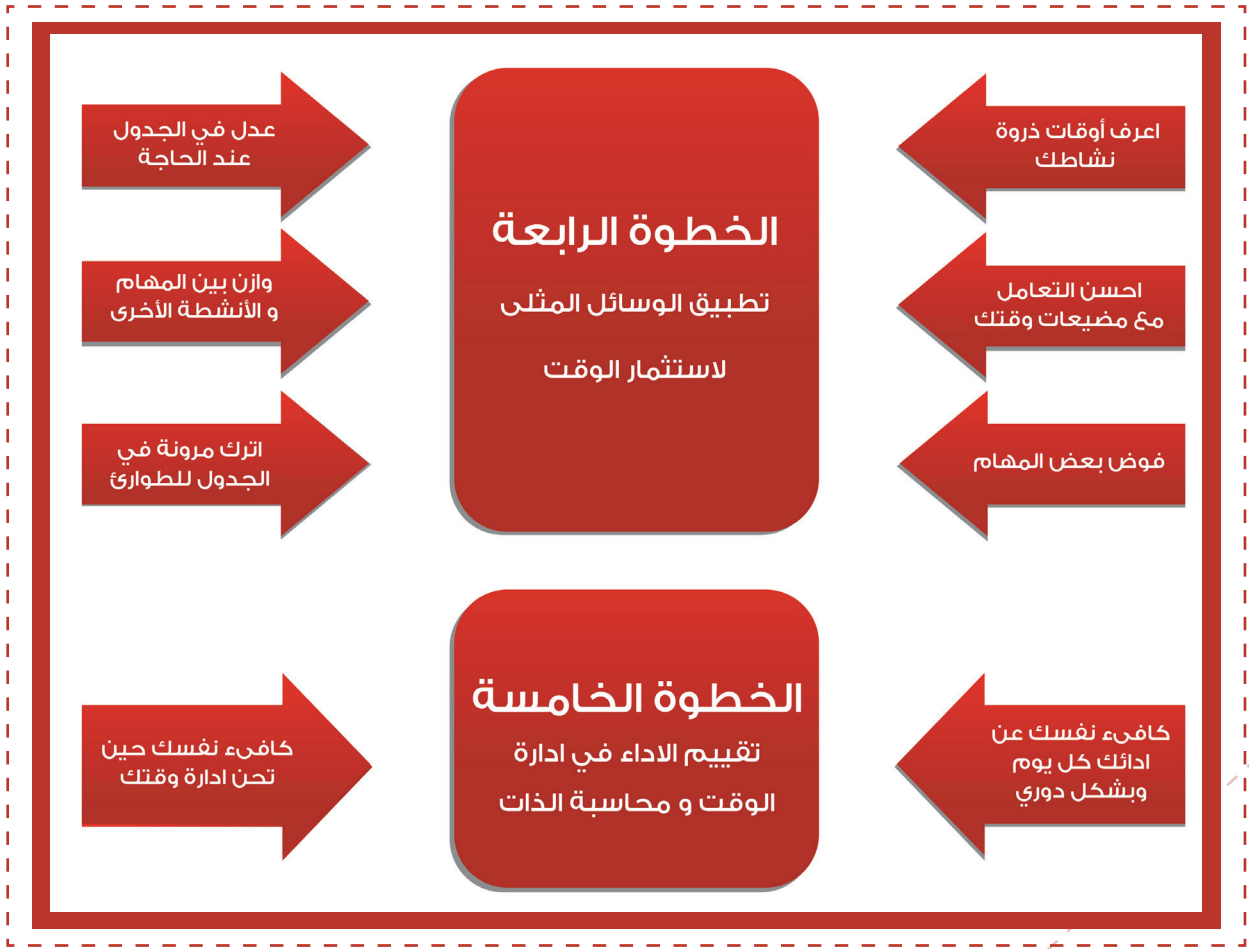 الخطوة الرابعة
تطبيق الوسائل المثلى
لاستثمار الوقت
اعرف أوقات ذروة
نشاطك
احسن التعامل
مع مضيعات وقتك
فوض بعض المهام
عدل في الجدول
عند الحاجة
وازن بين المهام
و الأنشطة الأخرى
اترك مرونة في
الجدول للطوارئ
الخطوة الخامسة
تقييم الاداء في ادارة
الوقت و محاسبة الذات
كافىء نفسك عن
ادائك كل يوم
وبشكل دوري
كافىء نفسك حين
تحن ادارة وقتك